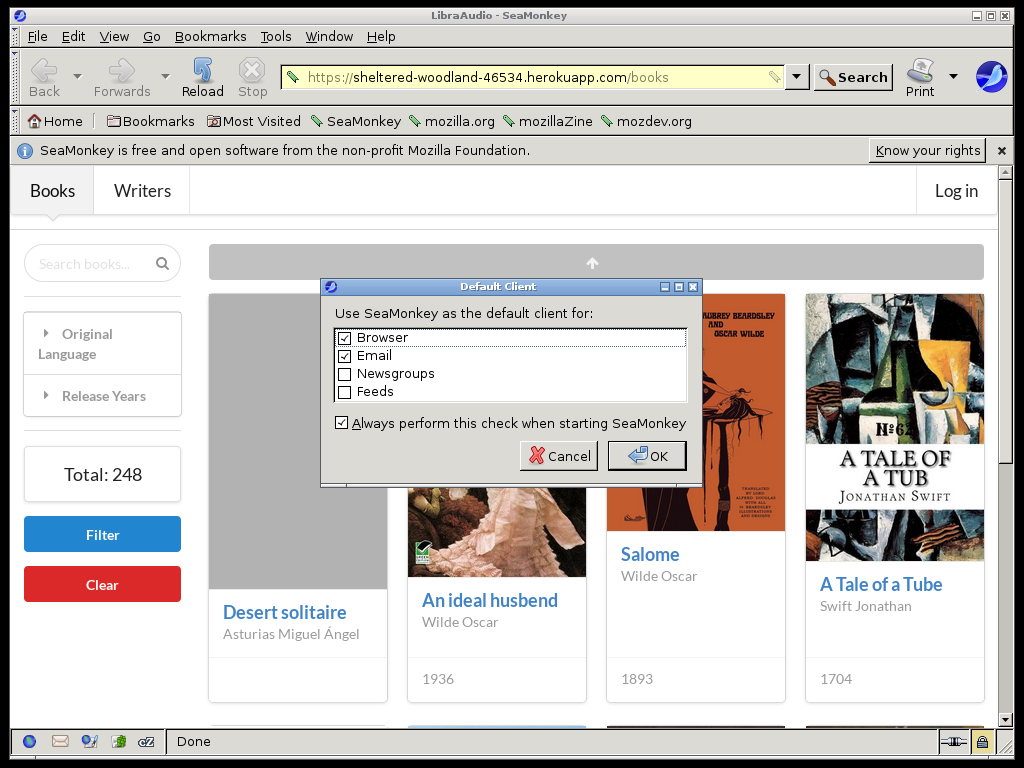 LibraAudio - SeaMonkey
File Edit View Go Bookmarks Tools Window Help
Back Forwards Reload Stop https://sheltered-woodland-46534.herokuapp.com/books Search Print
Home Bookmarks Most Visited SeaMonkey mozilla.org mozillaZine mozdev.org
SeaMonkey is free and open software from the non-profit Mozilla Foundation. Know your rights
Books Writers Log in
Search books...
Original
Language
Release Years
Total: 248
Filter
Clear
Default Client
Use SeaMonkey as the default client for:
Browser
Email
Newsgroups
Feeds
Always perform this check when starting SeaMonkey
Cancel OK
Desert solitaire
Asturias Miguel Ángel
An ideal husbend
Wilde Oscar
1936
AUBREY BEARDSLEY
AND
OSCAR WILDE
Salome
Wilde Oscar
1893
Nº62
A TALE OF
A TUB
JONATHAN SWIFT
A Tale of a Tube
Swift Jonathan
1704
Done